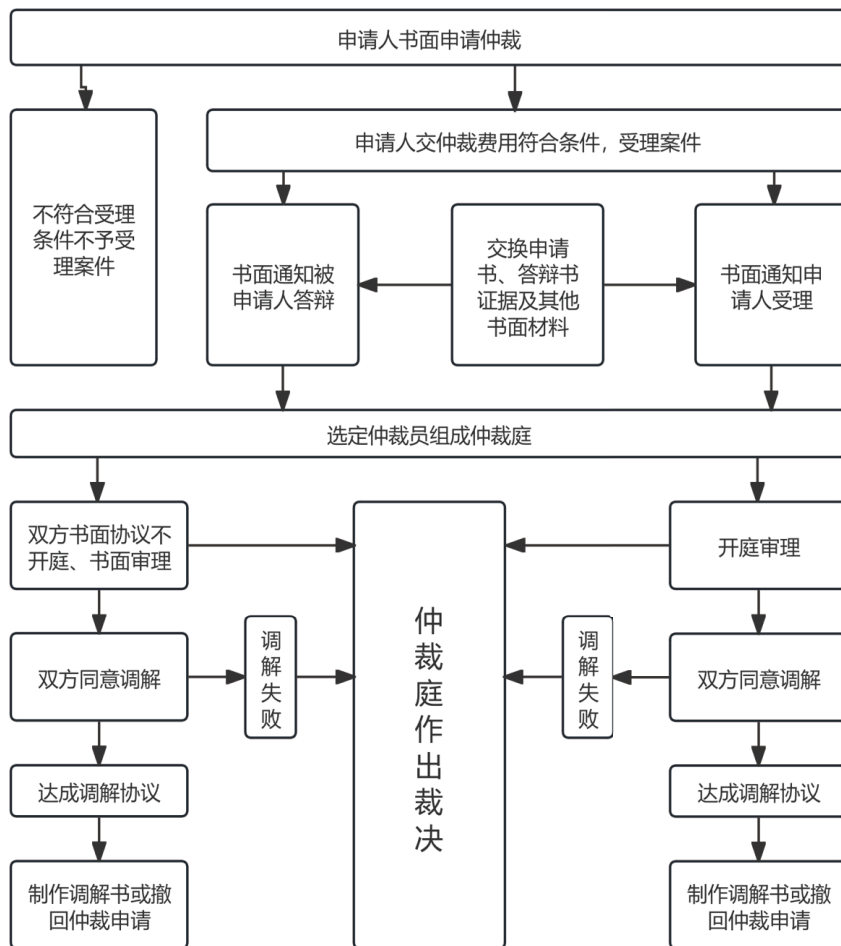 申请人书面申请仲裁
申请人交仲裁费用符合条件，受理案件
不符合受理
条件不予受
理案件
书面通知被
申请人答辩
交换申请
书、答辩书
证据及其他
书面材料
书面通知申
请人受理
选定仲裁员组成仲裁庭
双方书面协议不
开庭、书面审理
开庭审理
仲裁庭作出裁决
双方同意调解
调解失败
调解失败
双方同意调解
达成调解协议
达成调解协议
制作调解书或撤
回仲裁申请
制作调解书或撤
回仲裁申请